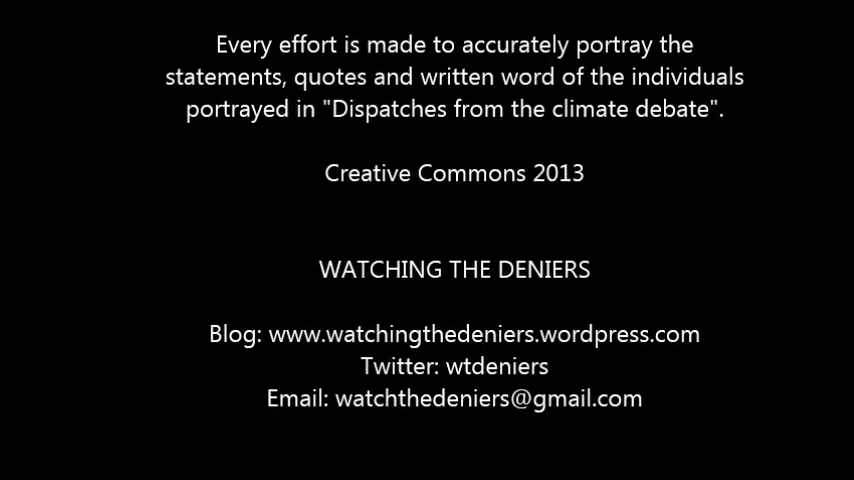 Every effort is made to accurately portray the
statements, quotes and written word of the individuals
portrayed in "Dispatches from the climate debate".
Creative Commons 2013
WATCHING THE DENIERS
Blog: www.watchingthedeniers.wordpress.com
Twitter: wtdeniers
Email: watchthedeniers@gmail.com